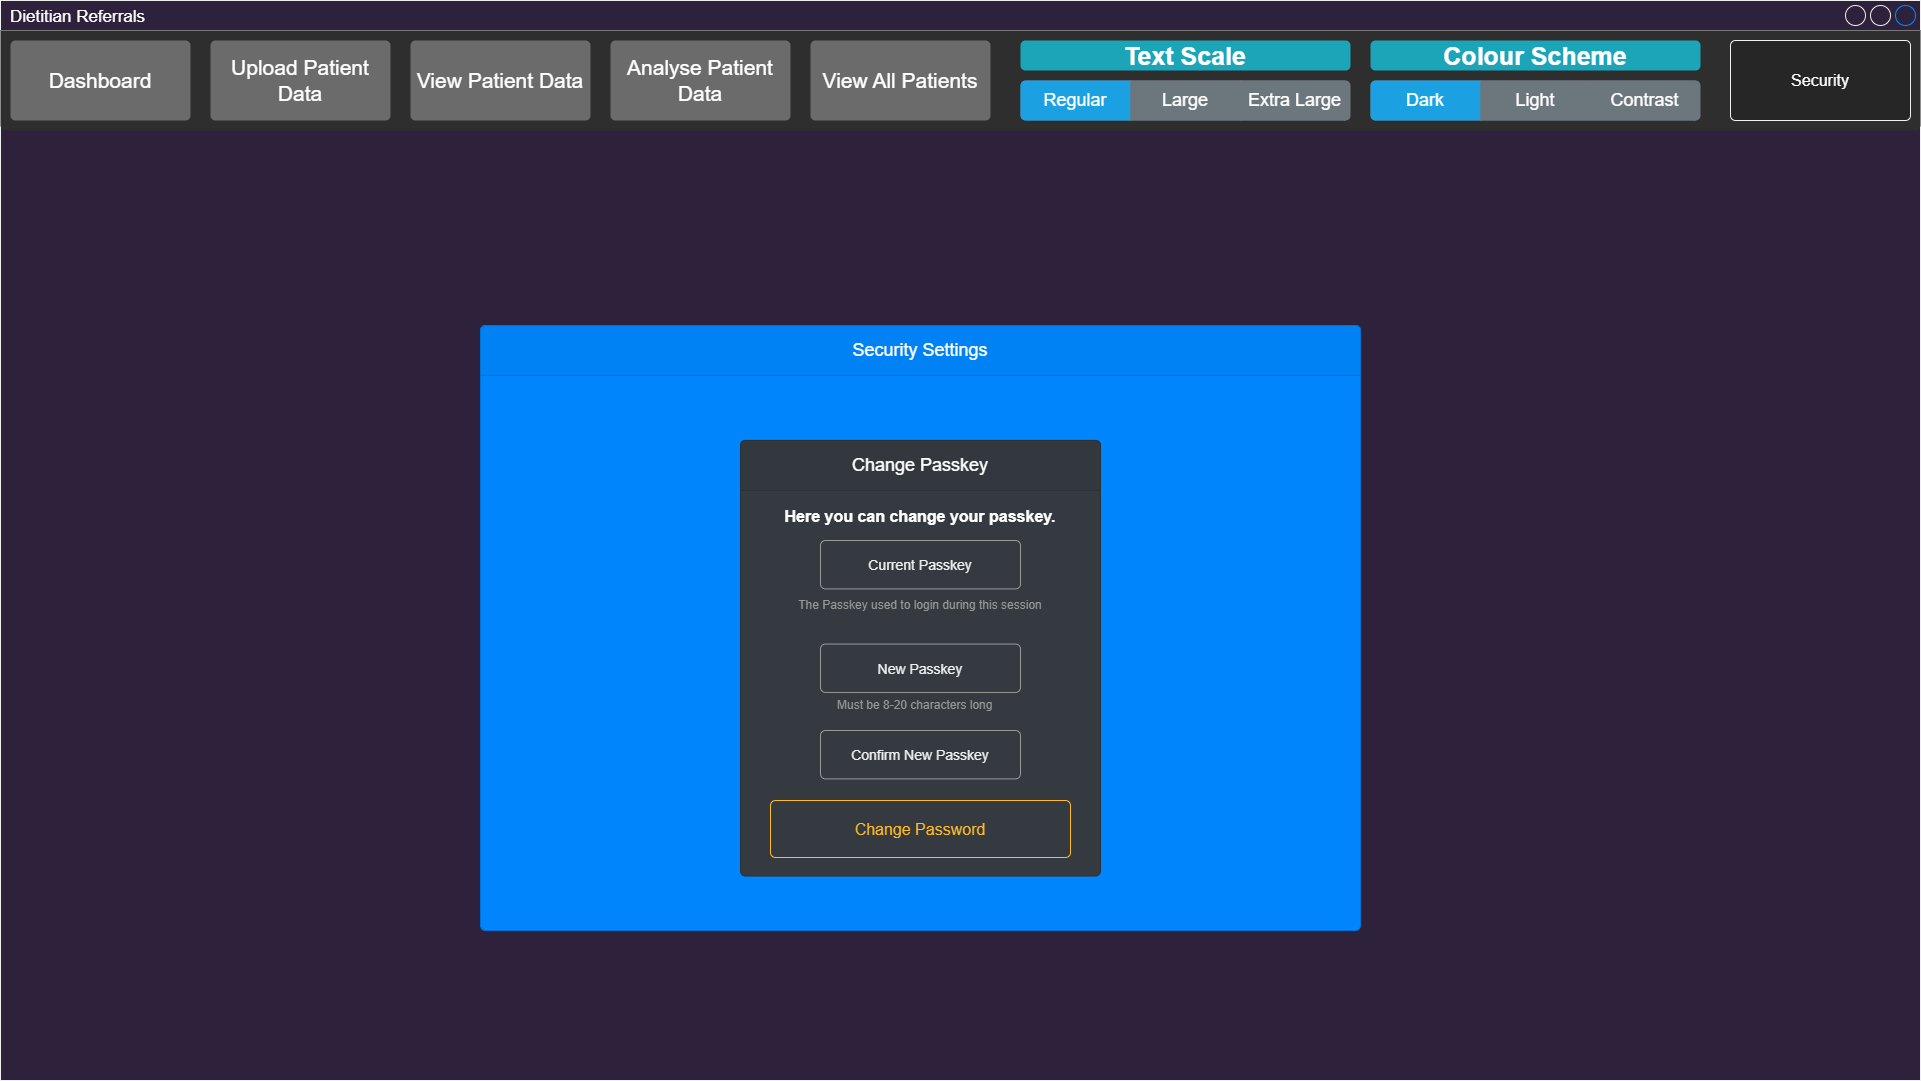 Dietitian Referrals
Dashboard
Upload Patient
Data
View Patient Data
Analyse Patient
Data
View All Patients
Text Scale
Regular Large Extra Large
Colour Scheme
Dark Light Contrast
Security
Security Settings
Change Passkey
Here you can change your passkey.
Current Passkey
The Passkey used to login during this session
New Passkey
Must be 8-20 characters long
Confirm New Passkey
Change Password